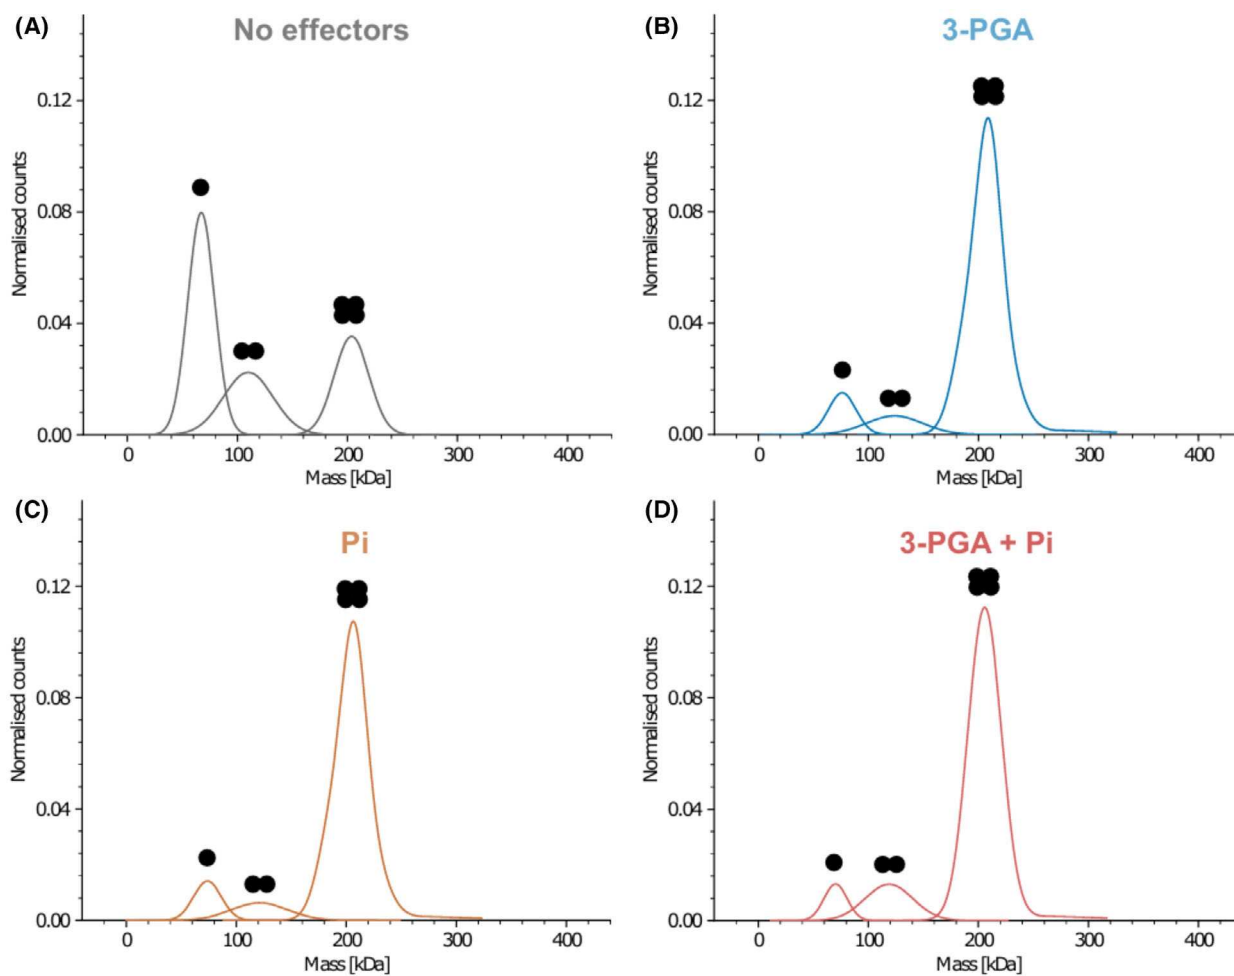 (A)
No effectors
Normalised counts
0.12
0.08
0.04
0.00
0 100 200 300 400
Mass [kDa]
(B)
3-PGA
Normalised counts
0.12
0.08
0.04
0.00
0 100 200 300 400
Mass [kDa]
(C)
Pi
Normalised counts
0.12
0.08
0.04
0.00
0 100 200 300 400
Mass [kDa]
(D)
3-PGA + Pi
Normalised counts
0.12
0.08
0.04
0.00
0 100 200 300 400
Mass [kDa]